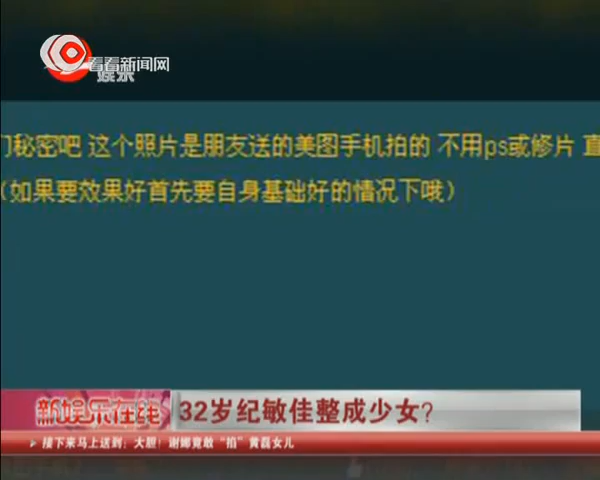 看看新闻网
娱乐
们秘密吧 这个照片是朋友送的美图手机拍的 不用ps或修片 直
（如果要效果好首先要自身基础好的情况下哦）
新娱乐在线
32岁纪敏佳整成少女?
接下来马上送到：大胆！谢娜竟敢“掐”黄磊女儿